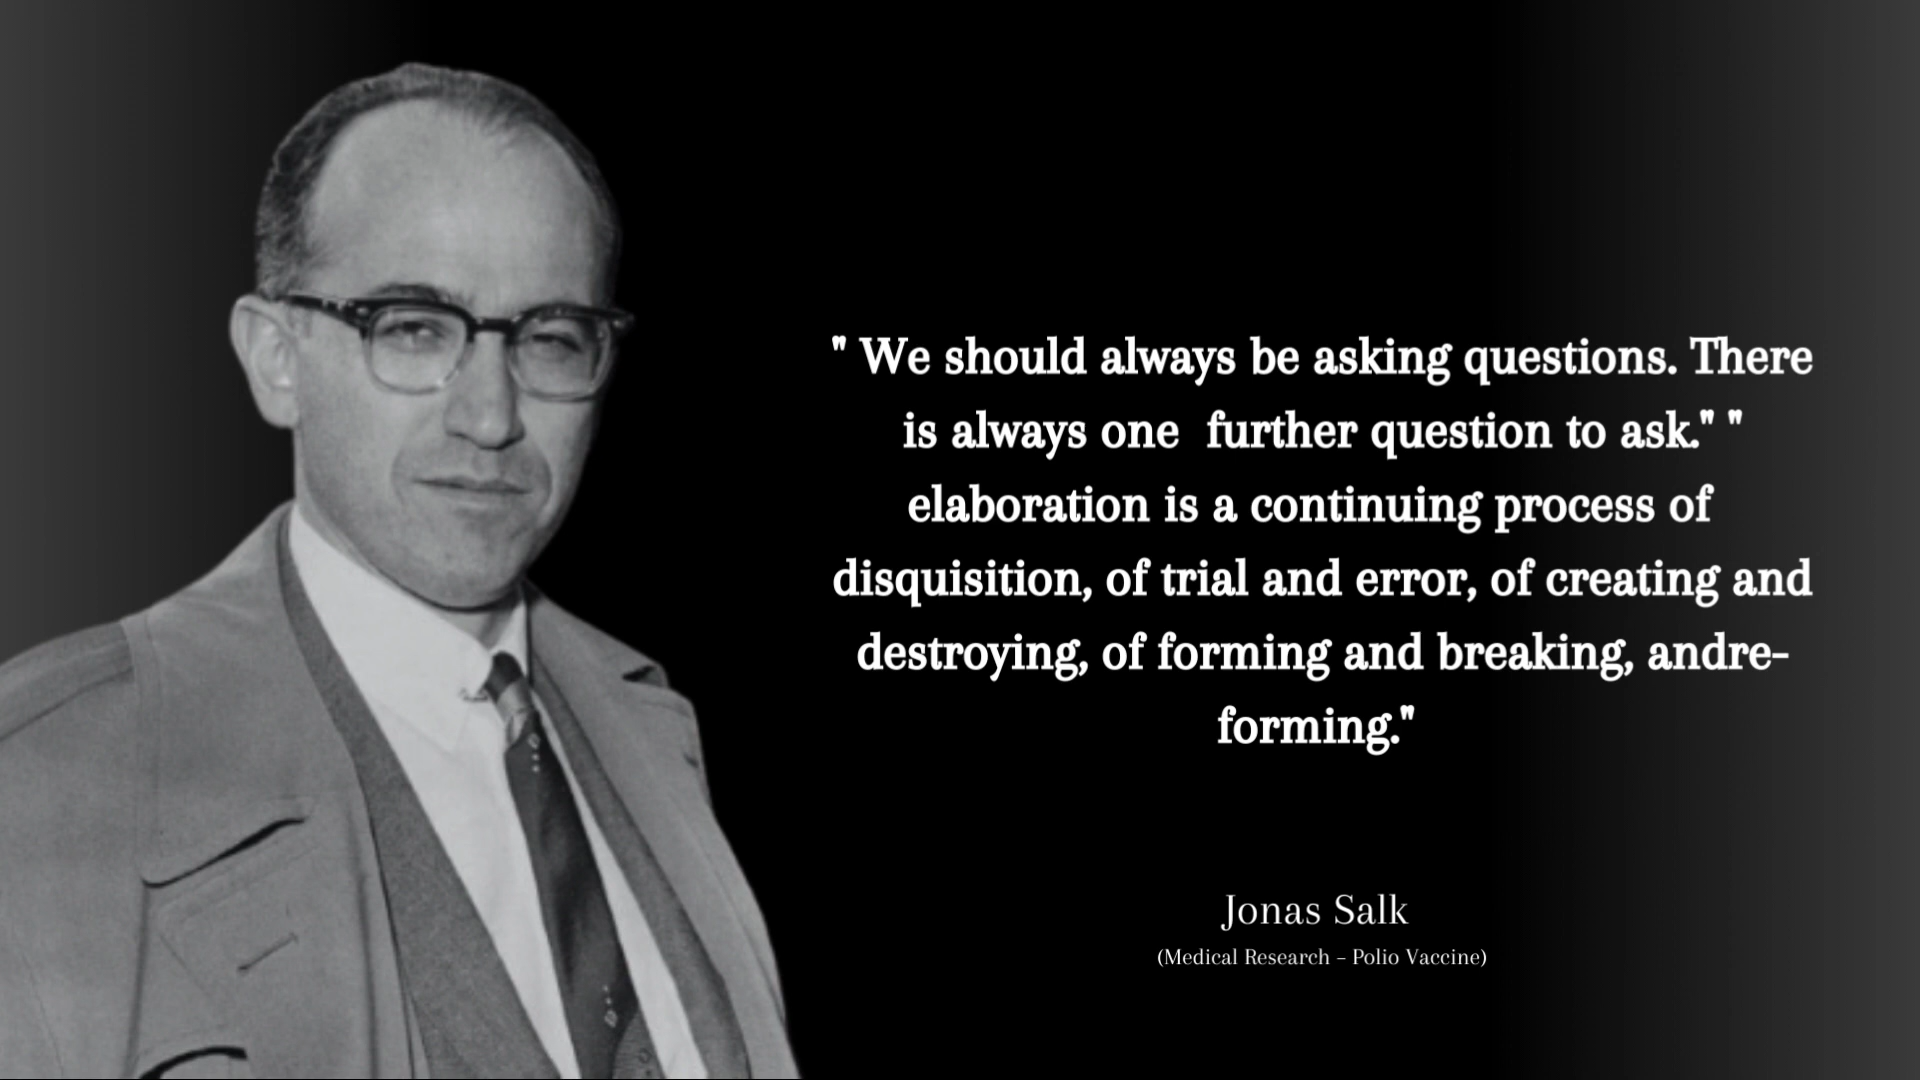 " We should always be asking questions. There
is always one  further question to ask." "
elaboration is a continuing process of
disquisition, of trial and error, of creating and
destroying, of forming and breaking, andre-
forming."
Jonas Salk
(Medical Research – Polio Vaccine)